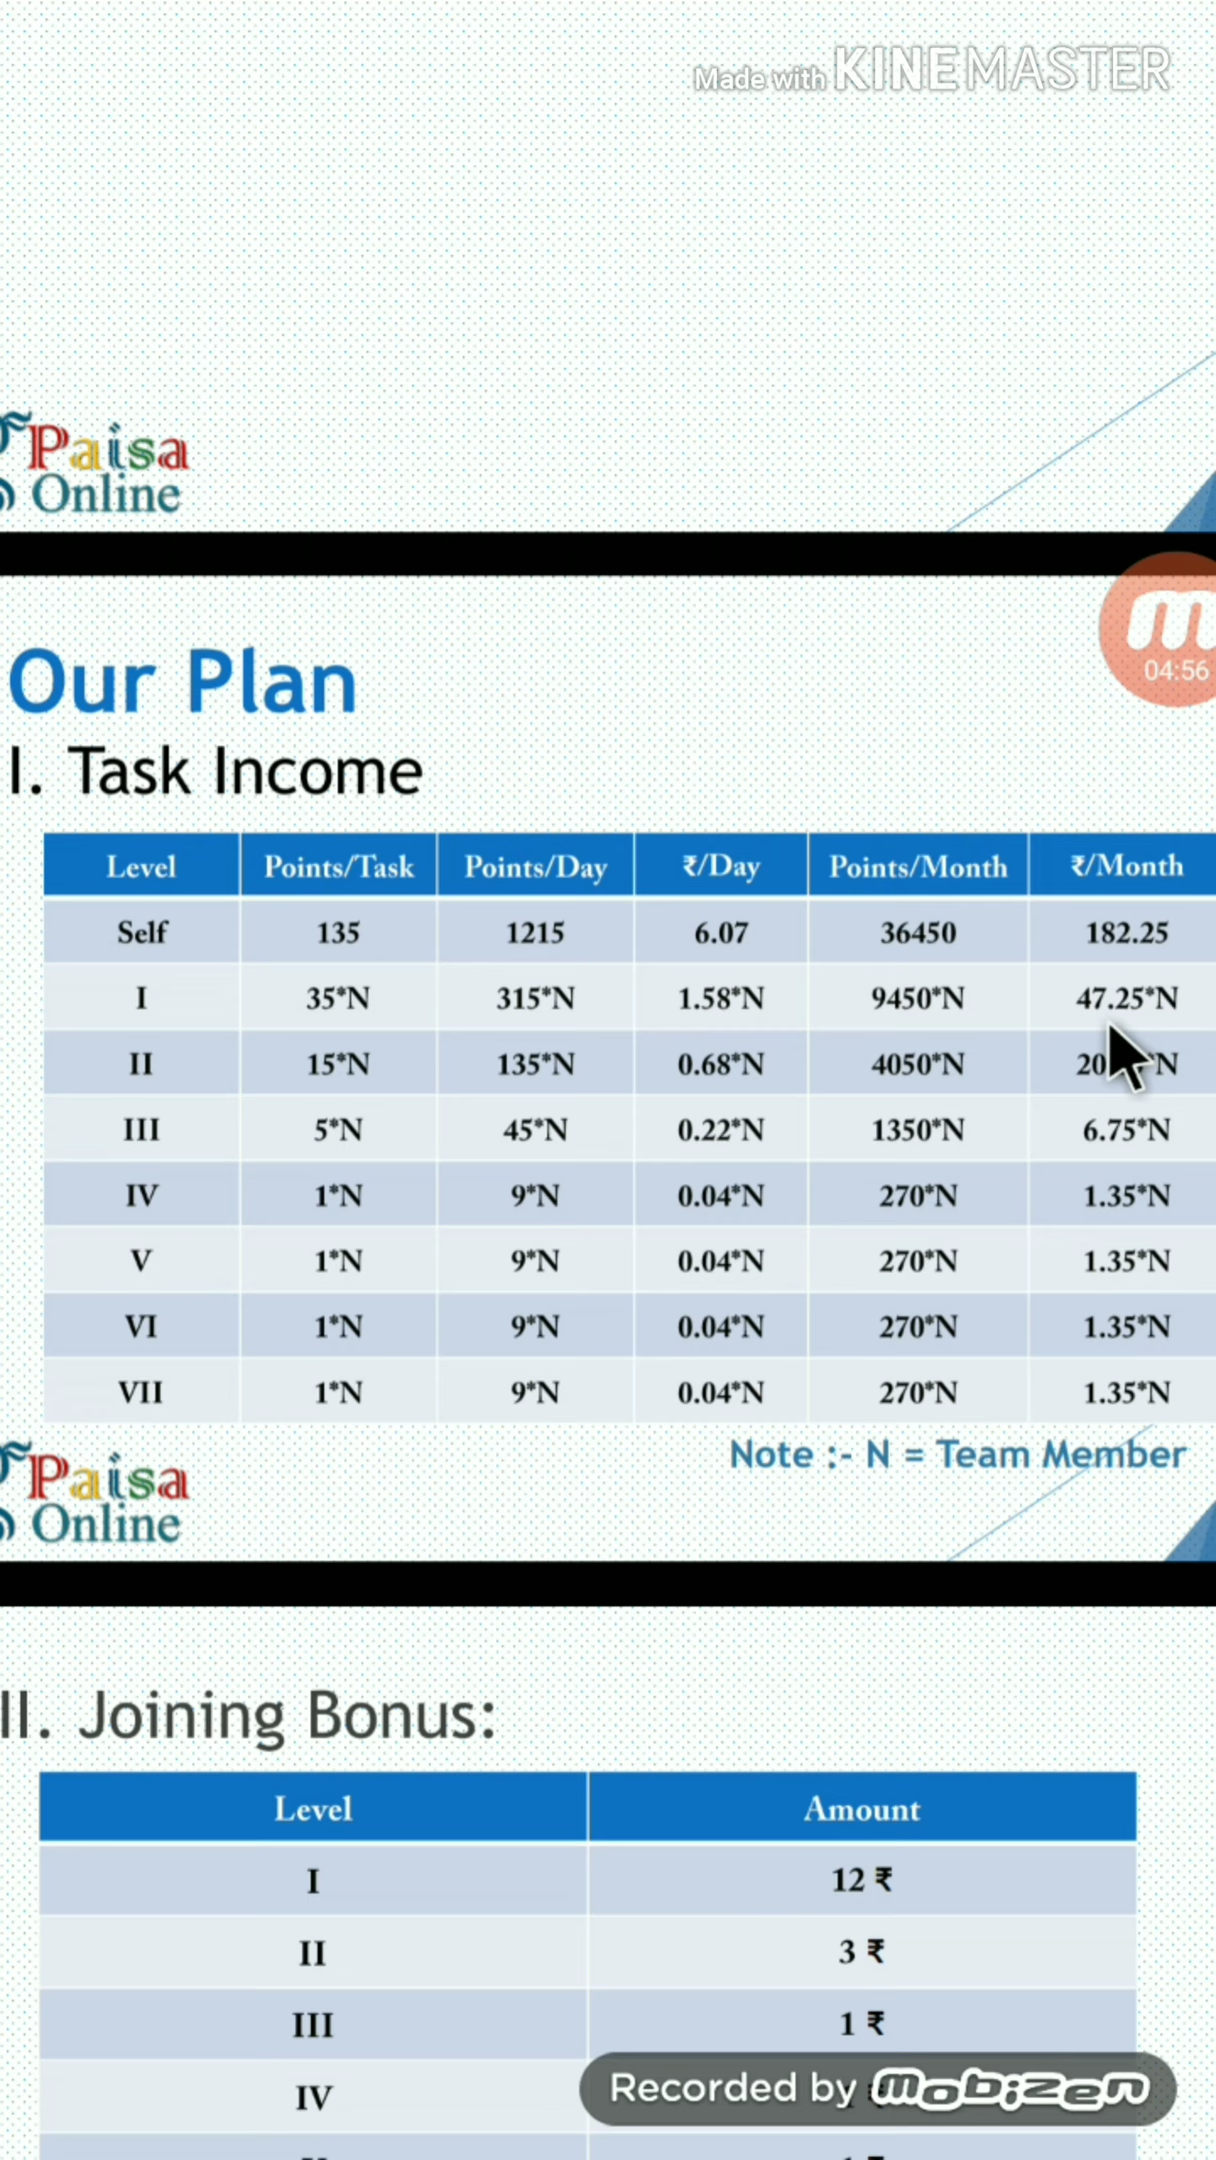 Made with KINEMASTER
Paisa
Online
04:56
Our Plan
I. Task Income
Level Points/Task Points/Day ₹/Day Points/Month ₹/Month
Self 135 1215 6.07 36450 182.25
I 35*N 315*N 1.58*N 9450*N 47.25*N
II 15*N 135*N 0.68*N 4050*N
III 5*N 45*N 0.22*N 1350*N 6.75*N
IV 1*N 9*N 0.04*N 270*N 1.35*N
V 1*N 9*N 0.04*N 270*N 1.35*N
VI 1*N 9*N 0.04*N 270*N 1.35*N
VII 1*N 9*N 0.04*N 270*N 1.35*N
Note :- N = Team Member
Paisa
Online
II. Joining Bonus:
Level Amount
I 12 ₹
II 3 ₹
III 1 ₹
IV
Recorded by mobizen